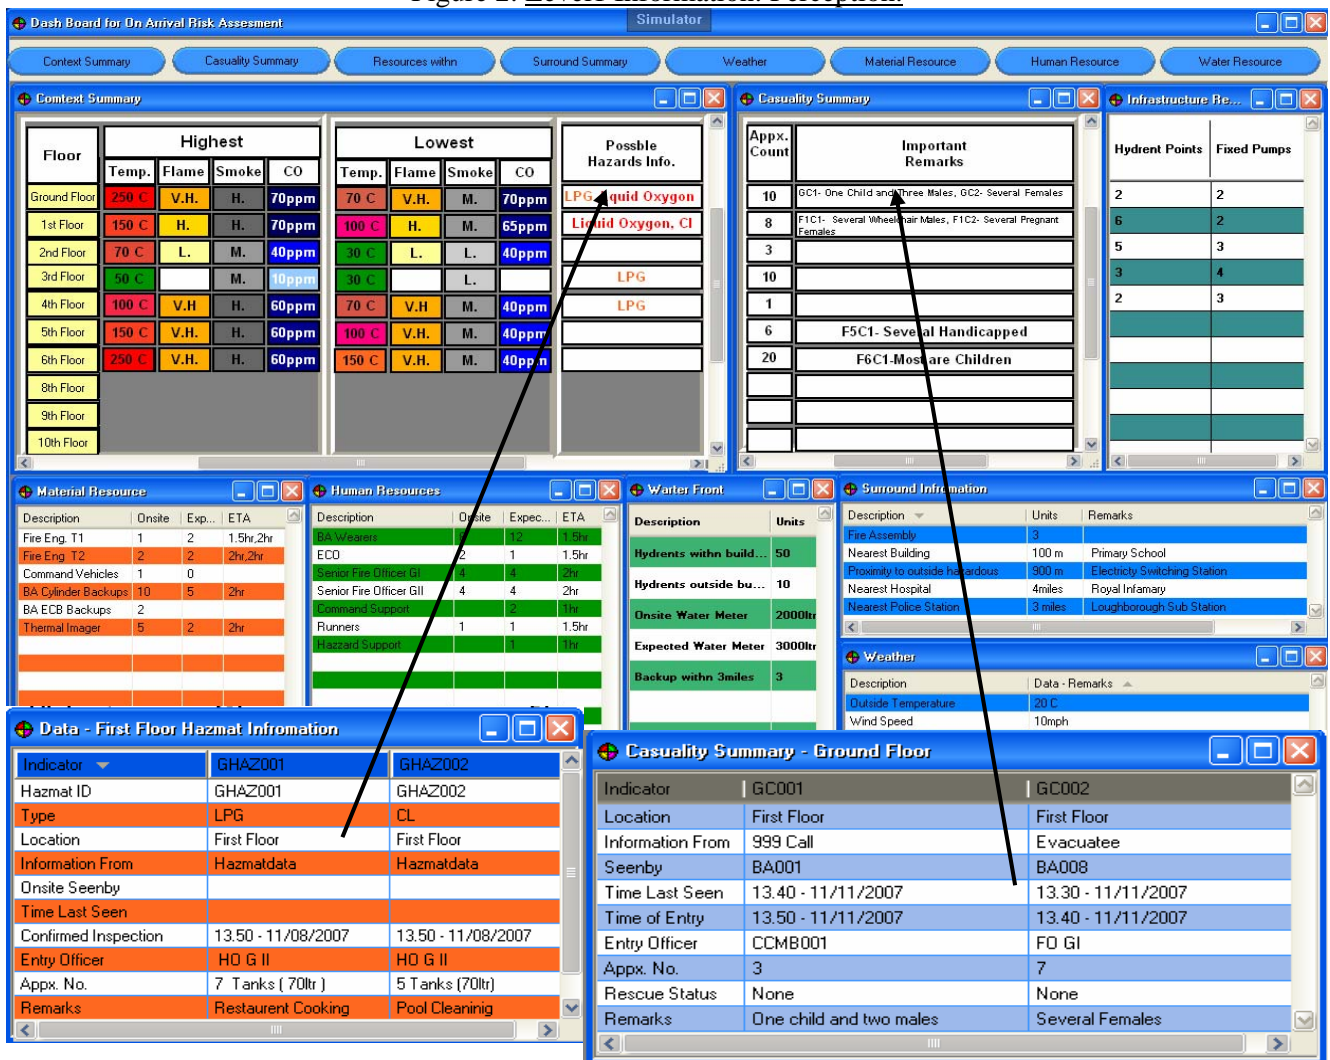 Figure 2: Level1 Information: Perception.
Dash Board for On Arrival Risk Assesment
Simulator
Context Summary Casuality Summary Resources withn Surround Summary Weather Material Resource Human Resource Water Resource
Context Summary
Floor Highest Lowest Possble Hazards Info.
Temp. Flame Smoke CO Temp. Flame Smoke CO
Ground Floor 250 C V.H. H. 70ppm 70 C V.H. M. 70ppm LPG, Liquid Oxygen
1st Floor 150 C H. H. 70ppm 100 C H. M. 65ppm Liquid Oxygen, Cl
2nd Floor 70 C L. M. 40ppm 30 C L. L. 40ppm
3rd Floor 50 C M. 10ppm 30 C L. LPG
4th Floor 100 C V.H H. 60ppm 70 C V.H M. 40ppm LPG
5th Floor 150 C V.H. H. 60ppm 100 C V.H. M. 40ppm
6th Floor 250 C V.H. H. 60ppm 150 C V.H. M. 40ppm
8th Floor
9th Floor
10th Floor
Casuality Summary
Appx. Count Important Remarks
10 GC1- One Child and Three Males, GC2- Several Females
8 F1C1- Several Wheelchair Males, F1C2- Several Pregnant
Females
3
10
1
6 F5C1- Several Handicapped
20 F6C1-Most are Children
Infrastructure Re...
Hydrent Points Fixed Pumps
2 2
6 2
5 3
3 4
2 3
Material Resource
Description Onsite Exp... ETA
Fire Eng. T1 1 2 1.5hr,2hr
Fire Eng. T2 2 2 2hr,2hr
Command Vehicles 1 0
BA Cylinder Backups 10 5 2hr
BA ECB Backups 2
Thermal Imager 5 2 2hr
Human Resources
Description Onsite Expec... ETA
BA Wearers 12 1.5hr
ECO 2 1 1.5hr
Senior Fire Officer GI 4 4 2hr
Senior Fire Officer GII 4 4 2hr
Command Support 2 1hr
Runners 1 1 1.5hr
Hazzard Support 1 1hr
Warter Front
Description Units
Hydrents withn build... 50
Hydrents outside bu... 10
Onsite Water Meter 2000ltr
Expected Water Meter 3000ltr
Backup withn 3miles 3
Surround Infromation
Description Units Remarks
Fire Assembly 3
Nearest Building 100 m Primary School
Proximity to outside hazardous 900 m Electricty Switching Station
Nearest Hospital 4miles Royal Infamary
Nearest Police Station 3 miles Loughborough Sub Station
Weather
Description Data - Remarks
Outside Temperature 20 C
Wind Speed 10mph
Data - First Floor Hazmat Infromation
Indicator GHAZ001 GHAZ002
Hazmat ID GHAZ001 GHAZ002
Type LPG CL
Location First Floor First Floor
Information From Hazmatdata Hazmatdata
Onsite Seenby
Time Last Seen
Confirmed Inspection 13.50 - 11/08/2007 13.50 - 11/08/2007
Entry Officer HO G II HO G II
Appx. No. 7 Tanks ( 70ltr ) 5 Tanks (70ltr)
Remarks Restaurent Cooking Pool Cleaninig
Casuality Summary - Ground Floor
Indicator GC001 GC002
Location First Floor First Floor
Information From 999 Call Evacuatee
Seenby BA001 BA008
Time Last Seen 13.40 - 11/11/2007 13.30 - 11/11/2007
Time of Entry 13.50 - 11/11/2007 13.40 - 11/11/2007
Entry Officer CCMB001 FO GI
Appx. No. 3 7
Rescue Status None None
Remarks One child and two males Several Females